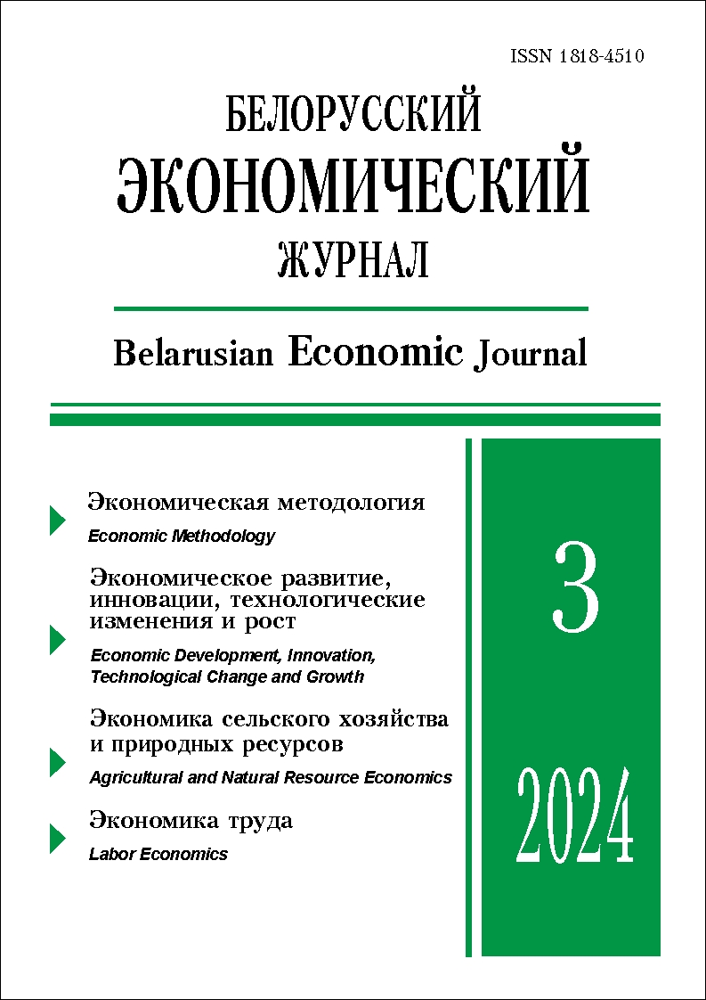 ISSN 1818-4510
БЕЛОРУССКИЙ
ЭКОНОМИЧЕСКИЙ
ЖУРНАЛ
Belarusian Economic Journal
Экономическая методология
Economic Methodology
Экономическое развитие,
инновации, технологические
изменения и рост
Economic Development, Innovation,
Technological Change and Growth
Экономика сельского хозяйства
и природных ресурсов
Agricultural and Natural Resource Economics
Экономика труда
Labor Economics
3
2024